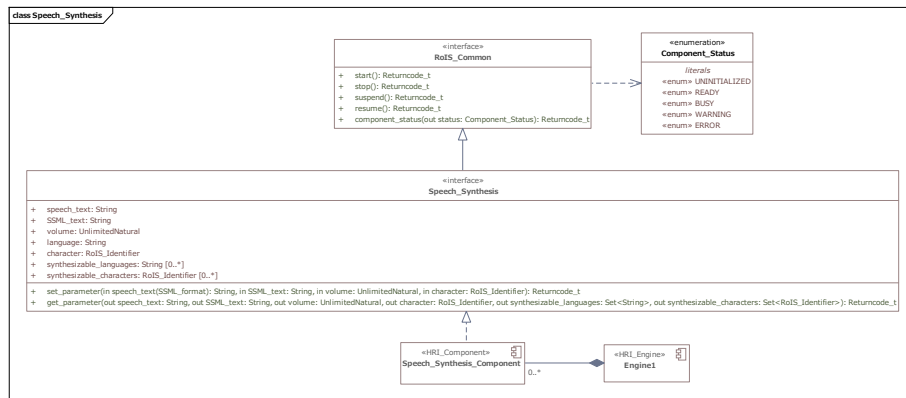 class Speech_Synthesis
«interface»
RoIS_Common
+ start(): Returncode_t
+ stop(): Returncode_t
+ suspend(): Returncode_t
+ resume(): Returncode_t
+ component_status(out status: Component_Status): Returncode_t
«enumeration»
Component_Status
literals
«enum» UNINITIALIZED
«enum» READY
«enum» BUSY
«enum» WARNING
«enum» ERROR
«interface»
Speech_Synthesis
+ speech_text: String
+ SSML_text: String
+ volume: UnlimitedNatural
+ language: String
+ character: RoIS_Identifier
+ synthesizable_languages: String [0..*]
+ synthesizable_characters: RoIS_Identifier [0..*]
+ set_parameter(in speech_text(SSML_format): String, in SSML_text: String, in volume: UnlimitedNatural, in character: RoIS_Identifier): Returncode_t
+ get_parameter(out speech_text: String, out SSML_text: String, out volume: UnlimitedNatural, out character: RoIS_Identifier, out synthesizable_languages: Set<String>, out synthesizable_characters: Set<RoIS_Identifier>): Returncode_t
«HRI_Component»
Speech_Synthesis_Component
0..*
«HRI_Engine»
Engine1